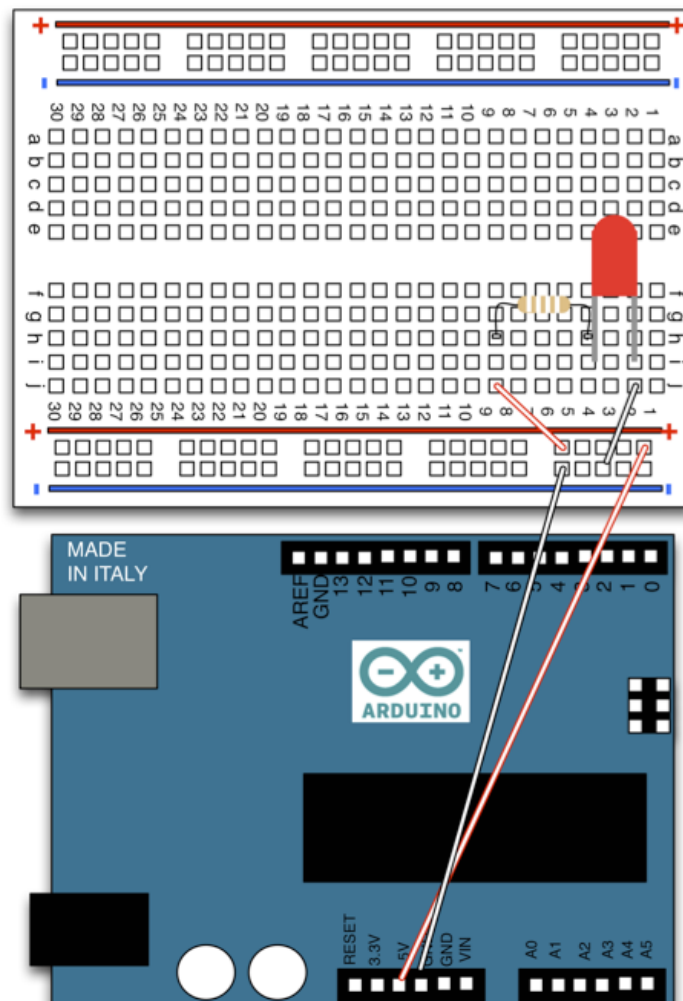 + +
- -
30 29 28 27 26 25 24 23 22 21 20 19 18 17 16 15 14 13 12 11 10 9 8 7 6 5 4 3 2 1
a a
b b
c c
d d
e e
f f
g g
h h
i i
j j
30 29 28 27 26 25 24 23 22 21 20 19 18 17 16 15 14 13 12 11 10 9 8 7 6 5 4 3 2 1
+ +
- -
MADE
IN ITALY
AREF GND 13 12 11 10 9 8 7 6 5 4 3 2 1 0
ARDUINO
RESET 3.3V 5V GND GND VIN A0 A1 A2 A3 A4 A5